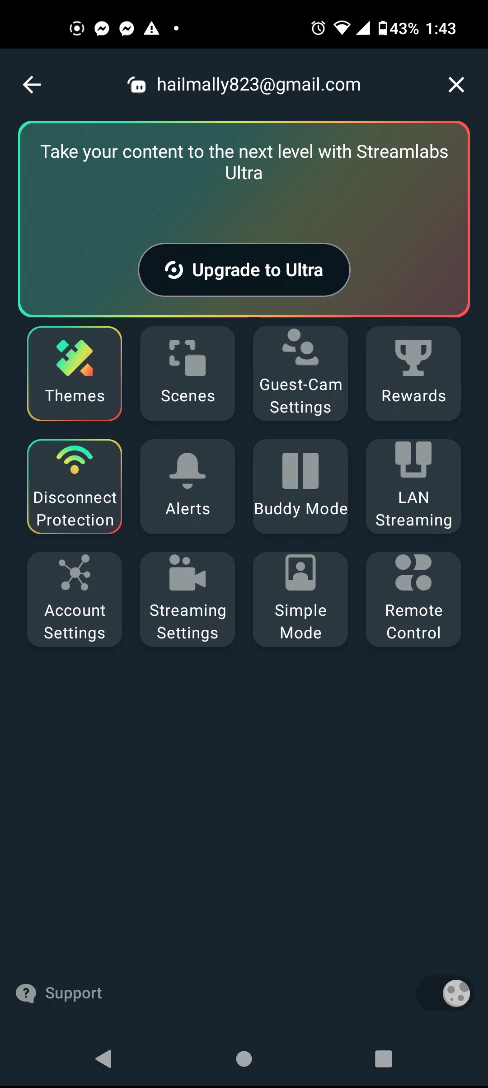 43% 1:43
hailmally823@gmail.com
Take your content to the next level with Streamlabs
Ultra
Upgrade to Ultra
Themes
Scenes
Guest-Cam
Settings
Rewards
Disconnect
Protection
Alerts
Buddy Mode
LAN
Streaming
Account
Settings
Streaming
Settings
Simple
Mode
Remote
Control
Support